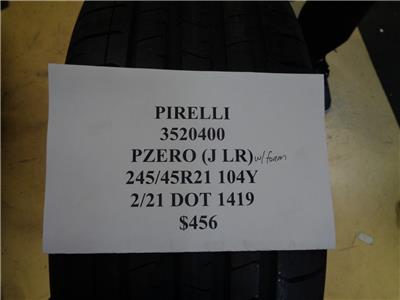 PIRELLI
3520400
PZERO (J LR) w/foam
245/45R21 104Y
2/21 DOT 1419
$456